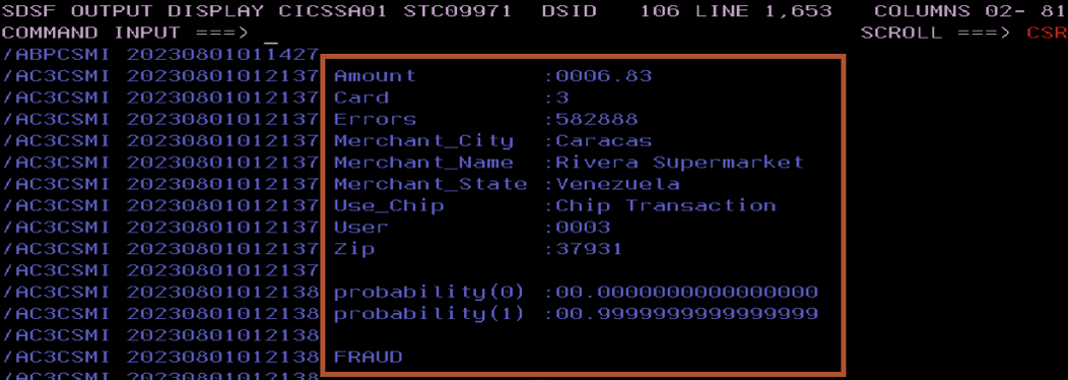 SDSF OUTPUT DISPLAY CICSSA01 STC09971 DSID 106 LINE 1,653 COLUMNS 02- 81
COMMAND INPUT ===> _ SCROLL ===> CSR
/ABPCSMI 20230801011427
/AC3CSMI 20230801012137 Amount :0006.83
/AC3CSMI 20230801012137 Card :3
/AC3CSMI 20230801012137 Errors :582888
/AC3CSMI 20230801012137 Merchant_City :Caracas
/AC3CSMI 20230801012137 Merchant_Name :Rivera Supermarket
/AC3CSMI 20230801012137 Merchant_State :Venezuela
/AC3CSMI 20230801012137 Use_Chip :Chip Transaction
/AC3CSMI 20230801012137 User :0003
/AC3CSMI 20230801012137 Zip :37931
/AC3CSMI 20230801012137
/AC3CSMI 20230801012138 probability(0) :00.0000000000000000
/AC3CSMI 20230801012138 probability(1) :00.9999999999999999
/AC3CSMI 20230801012138
/AC3CSMI 20230801012138 FRAUD
/AC3CSMI 20230801012138